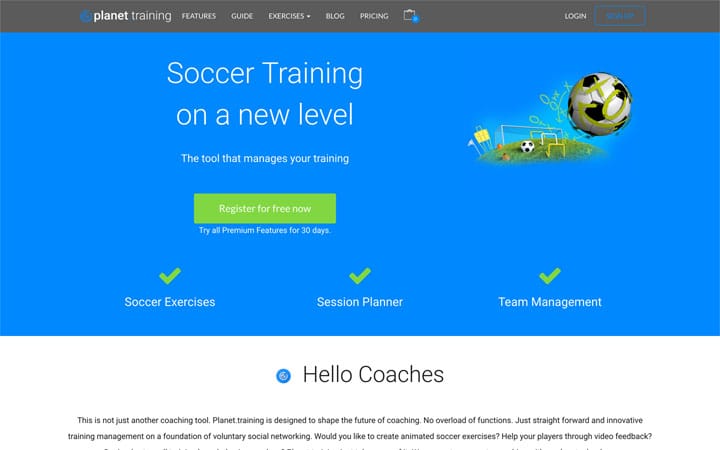 planet training FEATURES GUIDE EXERCISES BLOG PRICING 0 LOGIN SIGN UP
Soccer Training
on a new level
The tool that manages your training
Register for free now
Try all Premium Features for 30 days.
Soccer Exercises Session Planner Team Management
Hello Coaches
This is not just another coaching tool. Planet.training is designed to shape the future of coaching. No overload of functions. Just straight forward and innovative
training management on a foundation of voluntary social networking. Would you like to create animated soccer exercises? Help your players through video feedback?